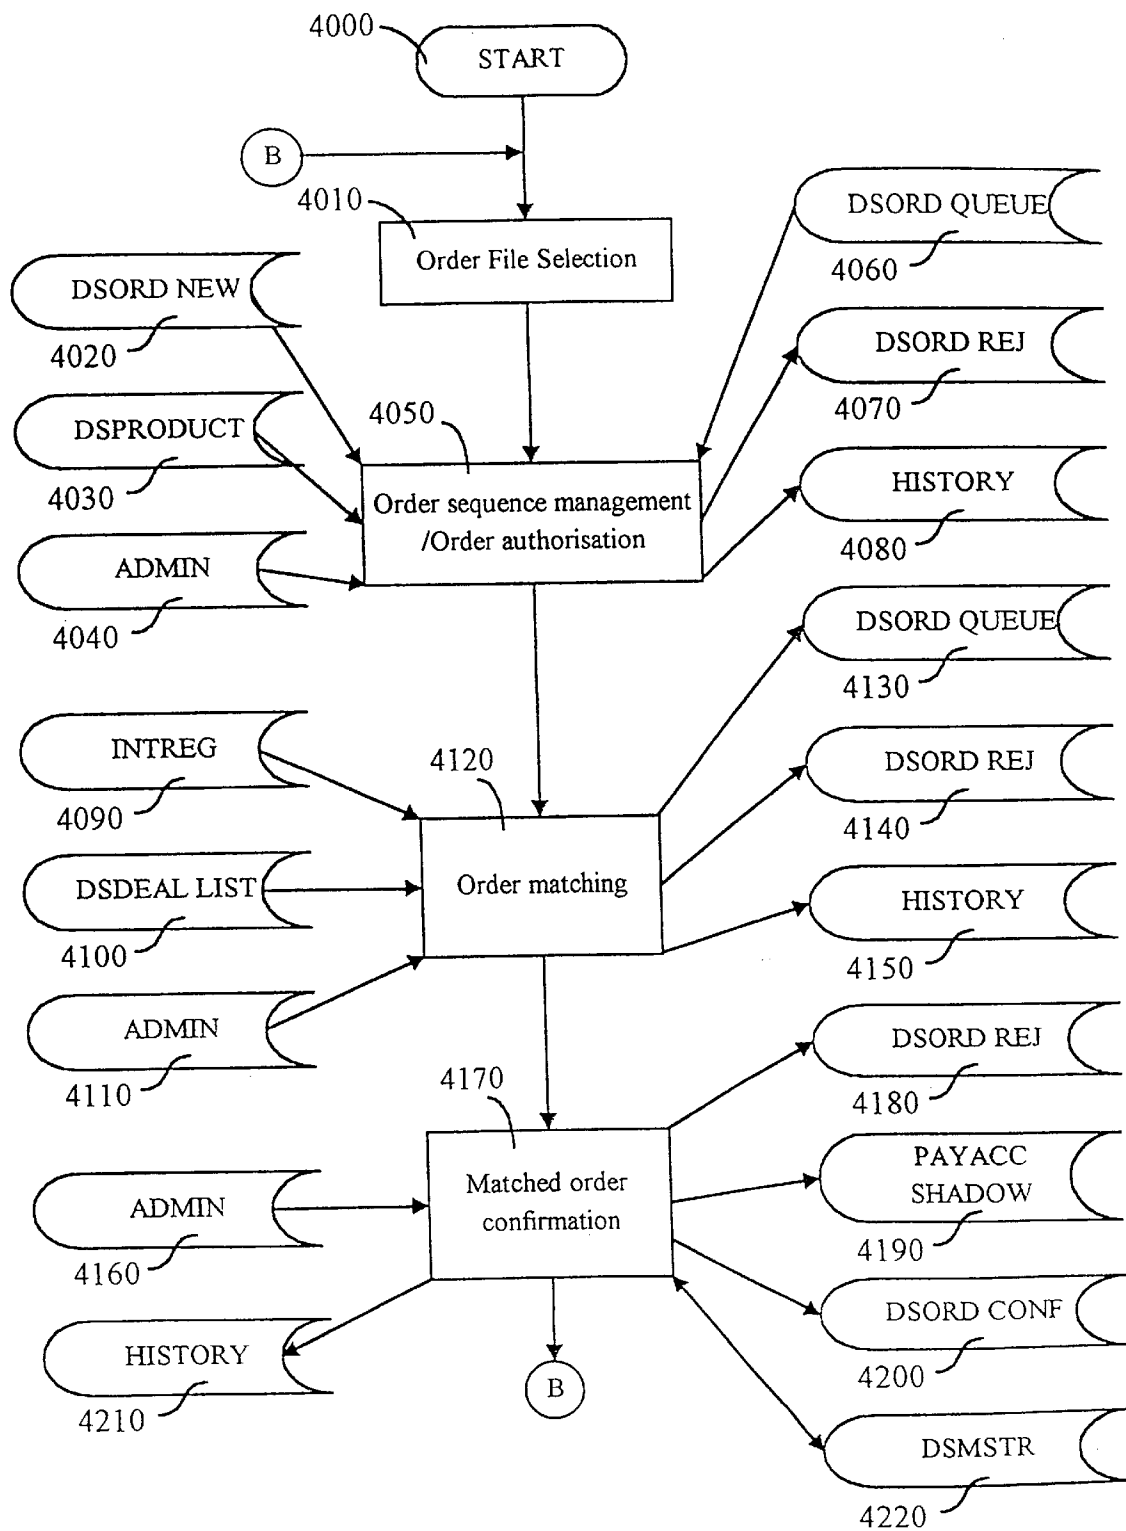 4000
START
B
4010
Order File Selection
DSORD QUEUE
4060
DSORD NEW
4020
DSORD REJ
4070
DSPRODUCT
4030
4050
Order sequence management
/Order authorisation
HISTORY
4080
ADMIN
4040
DSORD QUEUE
4130
INTREG
4090
4120
Order matching
DSORD REJ
4140
DSDEAL LIST
4100
HISTORY
4150
ADMIN
4110
DSORD REJ
4180
4170
Matched order
confirmation
PAYACC
SHADOW
4190
ADMIN
4160
DSORD CONF
4200
HISTORY
4210
B
DSMSTR
4220